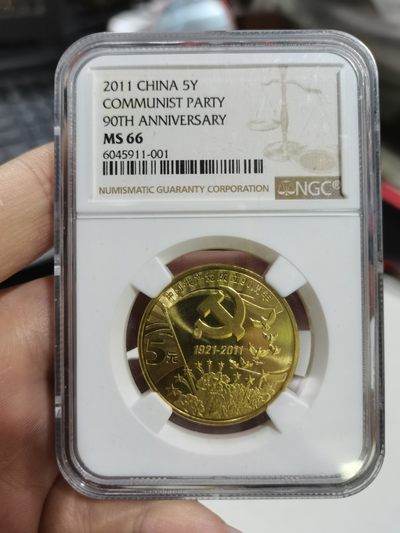 2011 CHINA 5Y
COMMUNIST PARTY
90TH ANNIVERSARY
MS 66
6045911-001
NUMISMATIC GUARANTY CORPORATION
NGC®
1921-2011
5元